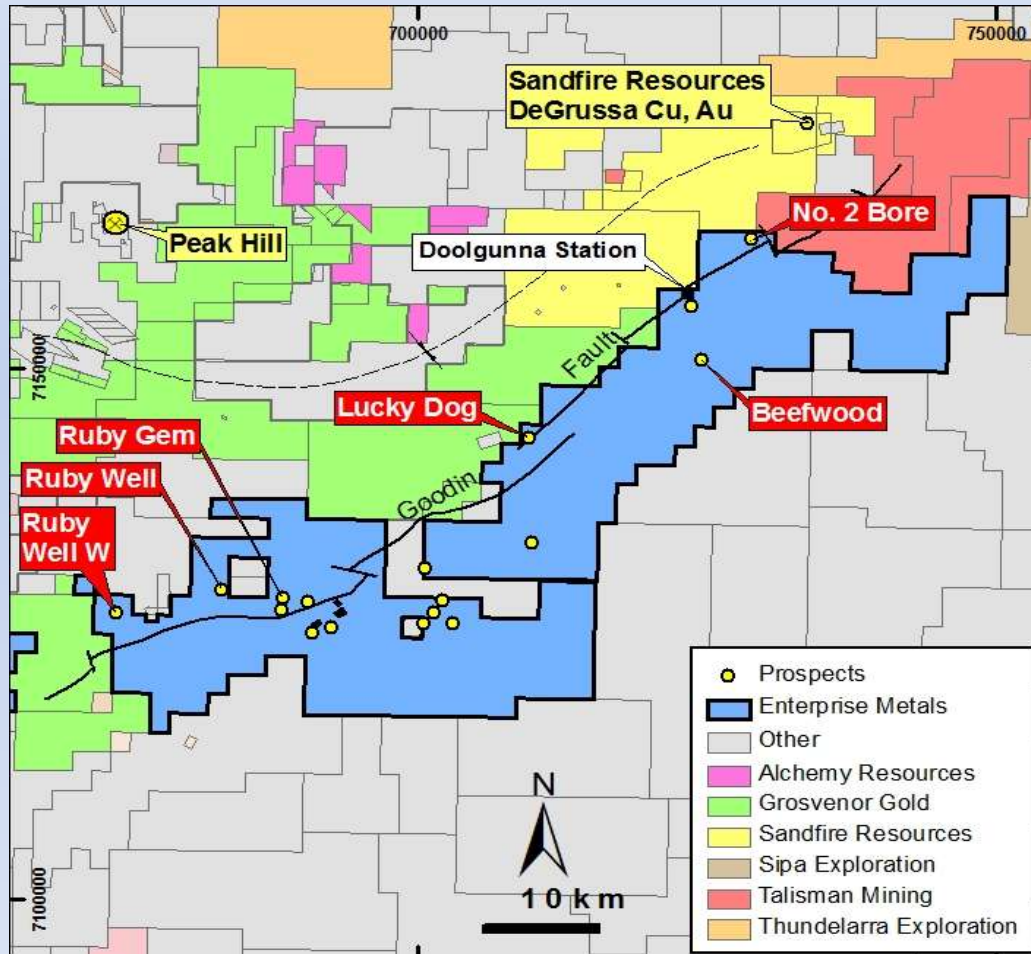 700000
750000
Sandfire Resources
DeGrussa Cu, Au
No. 2 Bore
Peak Hill
Doolgunna Station
7150000
Fault
Lucky Dog
Beefwood
Ruby Gem
Ruby Well
Goodin
Ruby
Well W
Prospects
Enterprise Metals
Other
Alchemy Resources
Grosvenor Gold
Sandfire Resources
Sipa Exploration
Talisman Mining
Thundelarra Exploration
N
10 km
7100000